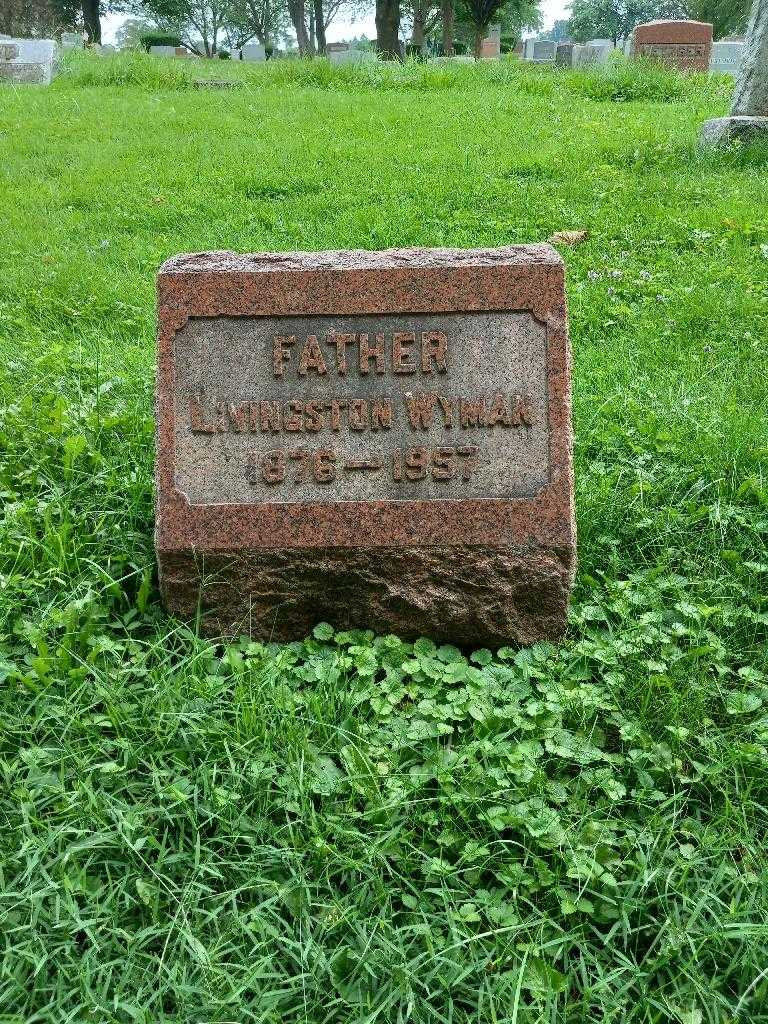 FATHER
LIVINGSTON WYMAN
1876 — 1957